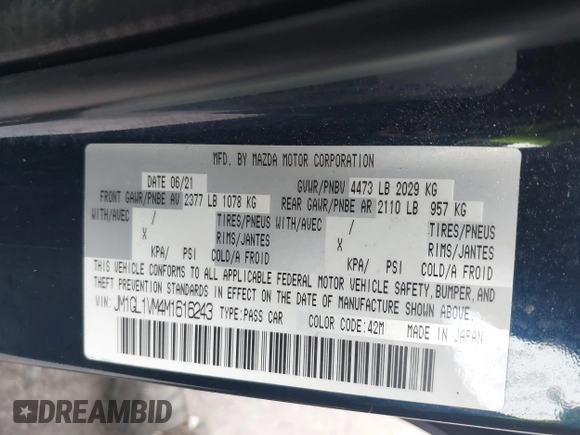 MFD. BY MAZDA MOTOR CORPORATION
DATE 06/21 GVWR/PNBV 4473 LB 2029 KG
FRONT GAWR/PNBE AV 2377 LB 1078 KG REAR GAWR/PNBE AR 2110 LB 957 KG
WITH/AVEC / TIRES/PNEUS WITH/AVEC / TIRES/PNEUS
X RIMS/JANTES X RIMS/JANTES
KPA/ PSI COLD/A FROID KPA/ PSI COLD/A FROID
THIS VEHICLE CONFORMS TO ALL APPLICABLE FEDERAL MOTOR VEHICLE SAFETY, BUMPER, AND
THEFT PREVENTION STANDARDS IN EFFECT ON THE DATE OF MANUFACTURE SHOWN ABOVE.
VIN: JM1GL1VM4M1616243 TYPE:PASS CAR COLOR CODE:42M MADE IN JAPAN
DREAMBID